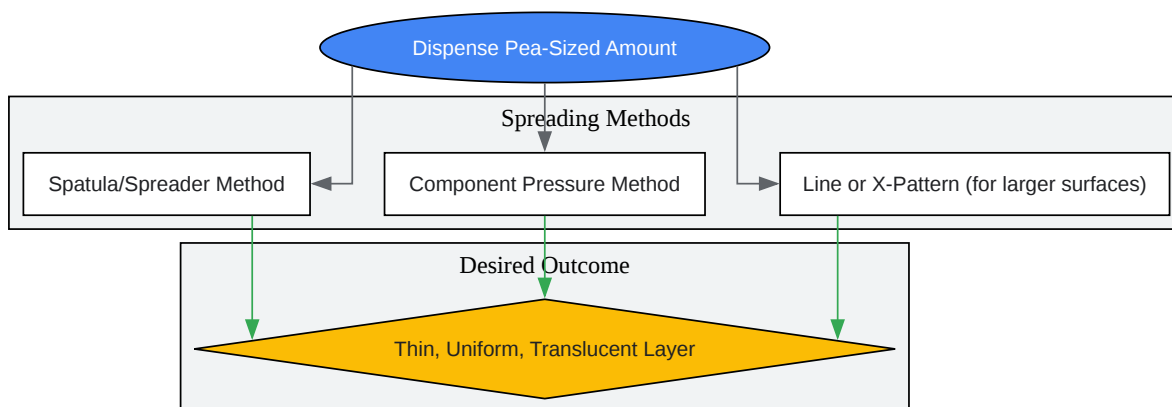 Dispense Pea-Sized Amount
Spreading Methods
Spatula/Spreader Method
Component Pressure Method
Line or X-Pattern (for larger surfaces)
Desired Outcome
Thin, Uniform, Translucent Layer